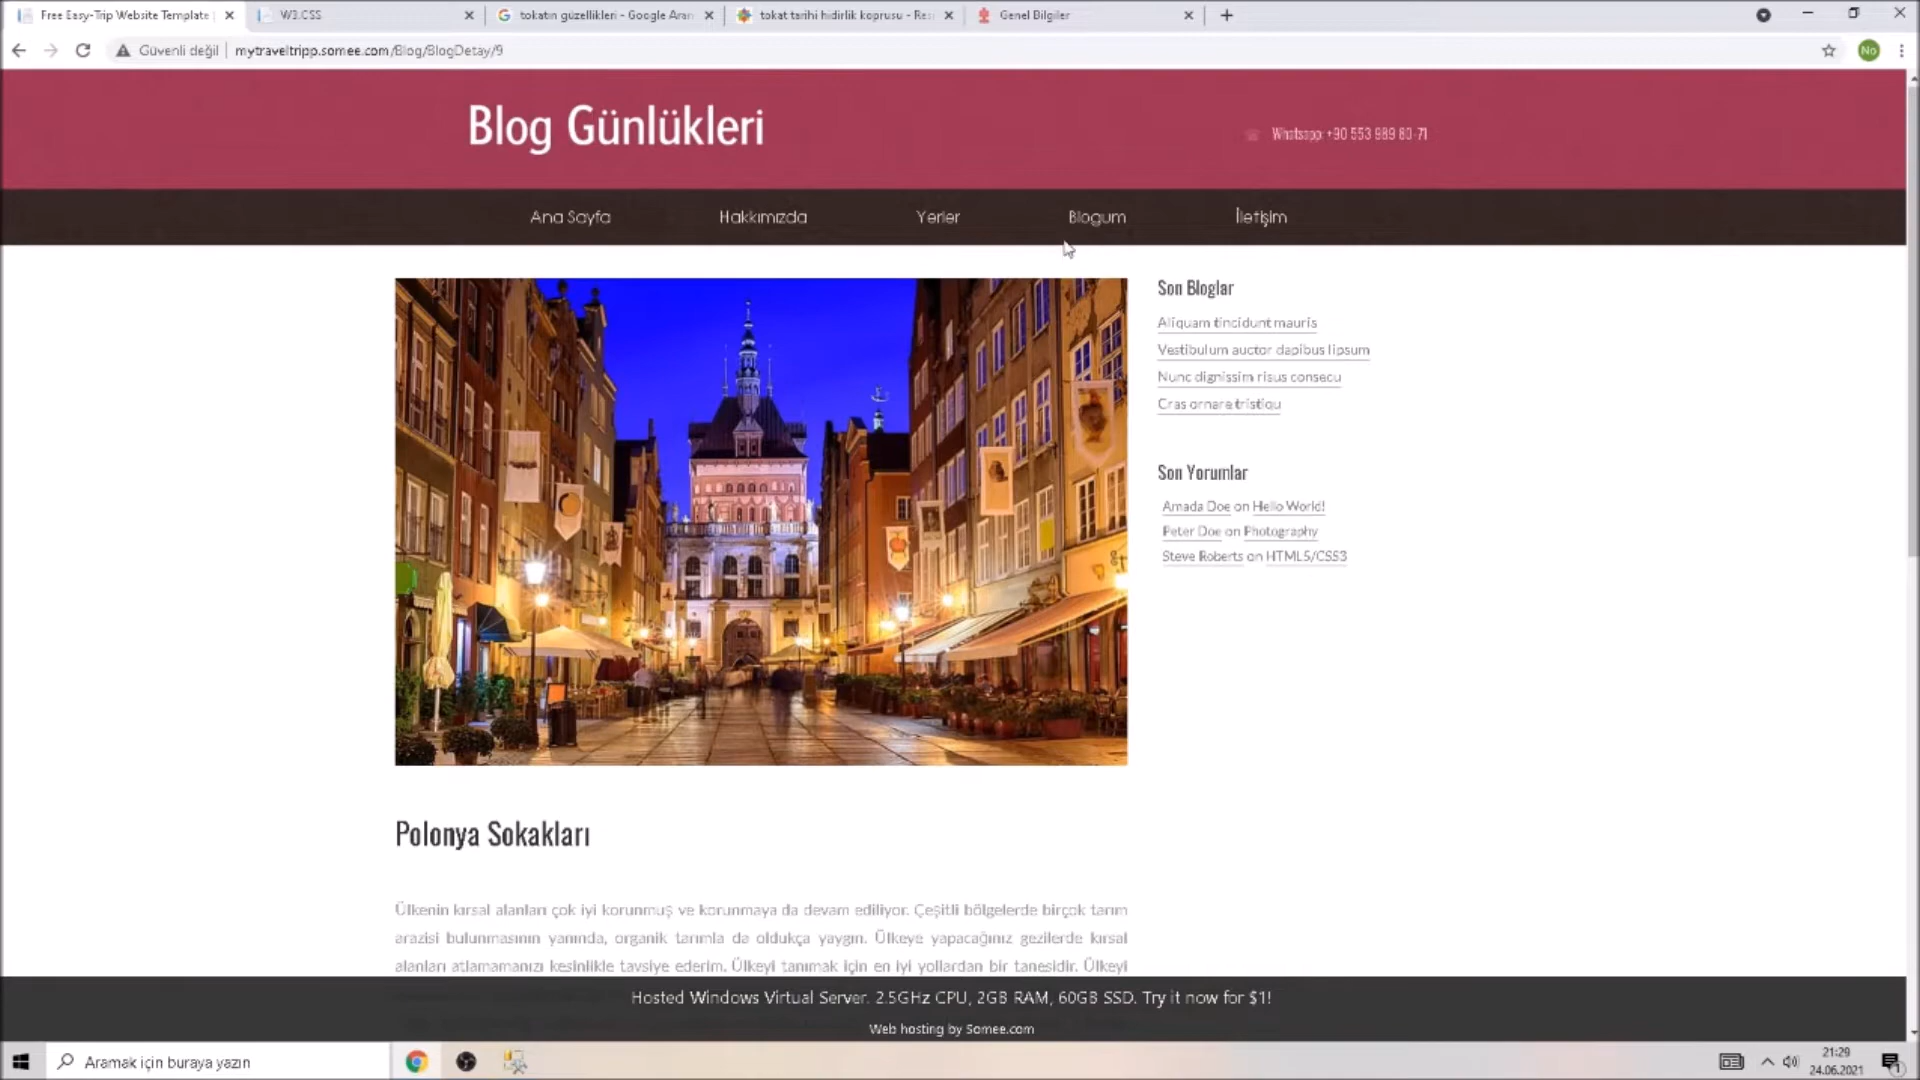 Free Easy-Trip Website Template
W3.CSS
tokatın güzellikleri - Google Aran
tokat tarihi hidirlik koprusu - Res
Genel Bilgiler
Güvenli değil
mytraveltripp.somee.com/Blog/BlogDetay/9
No
Blog Günlükleri
Whatsapp: +90 553 989 80-71
Ana Sayfa
Hakkımızda
Yerler
Blogum
İletişim
Son Bloglar
Aliquam tincidunt mauris
Vestibulum auctor dapibus lipsum
Nunc dignissim risus consecu
Cras ornare tristiqu
Son Yorumlar
Amada Doe on Hello World!
Peter Doe on Photography
Steve Roberts on HTML5/CSS3
Polonya Sokakları
Ülkenin kırsal alanları çok iyi korunmuş ve korunmaya da devam ediliyor. Çeşitli bölgelerde birçok tarım
arazisi bulunmasının yanında, organik tarımla da oldukça yaygın. Ülkeye yapacağınız gezilerde kırsal
alanları atlamamanızı kesinlikle tavsiye ederim. Ülkeyi tanımak için en iyi yollardan bir tanesidir. Ülkeyi
Hosted Windows Virtual Server. 2.5GHz CPU, 2GB RAM, 60GB SSD. Try it now for $1!
Web hosting by Somee.com
Aramak için buraya yazın
21:29
24.06.2021
1